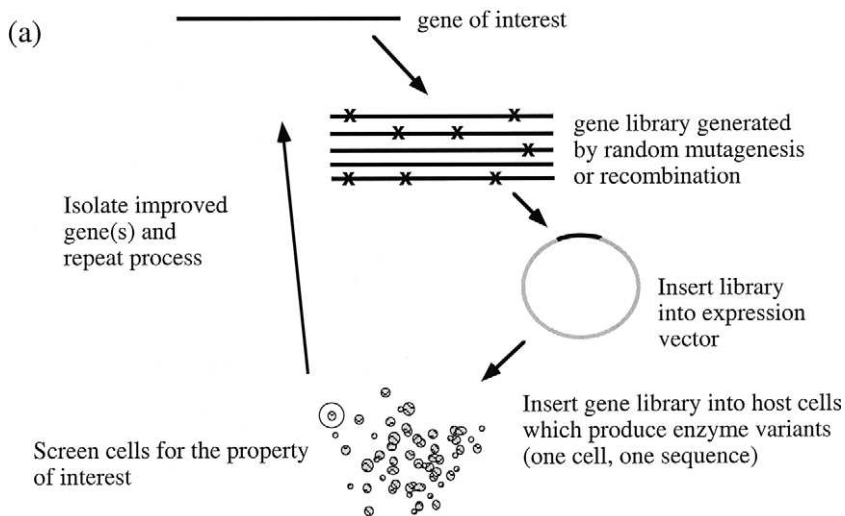 (a)
gene of interest
gene library generated
by random mutagenesis
or recombination
Insert library
into expression
vector
Insert gene library into host cells
which produce enzyme variants
(one cell, one sequence)
Screen cells for the property
of interest
Isolate improved
gene(s) and
repeat process